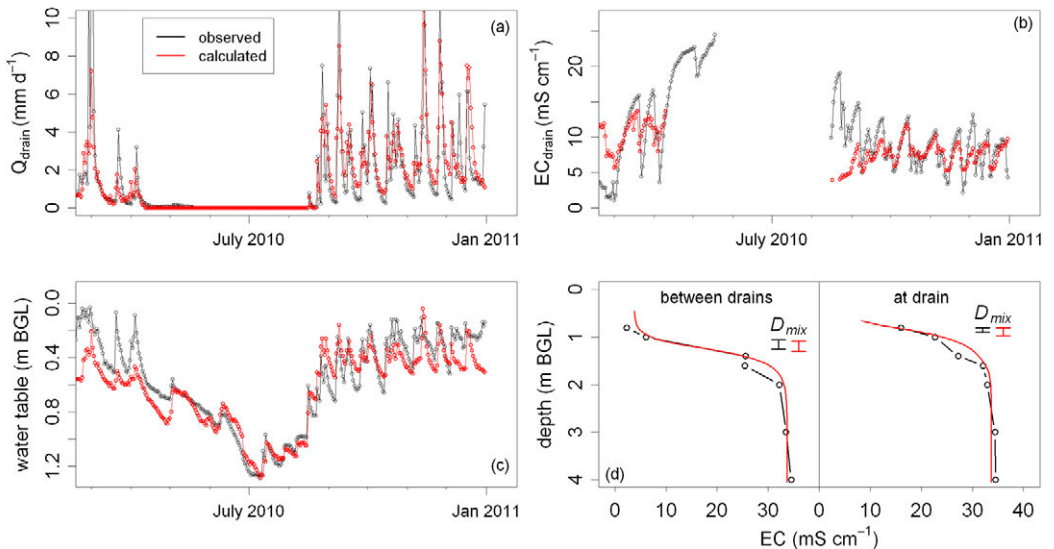 (a)
observed
calculated
Q_drain (mm d⁻¹)
0 2 4 6 8 10
July 2010 Jan 2011
(b)
EC_drain (mS cm⁻¹)
0 10 20
July 2010 Jan 2011
water table (m BGL)
0.0 0.4 0.8 1.2
(c)
July 2010 Jan 2011
between drains at drain
D_mix D_mix
depth (m BGL)
0 1 2 3 4
(d)
0 10 20 30 0 10 20 30 40
EC (mS cm⁻¹)